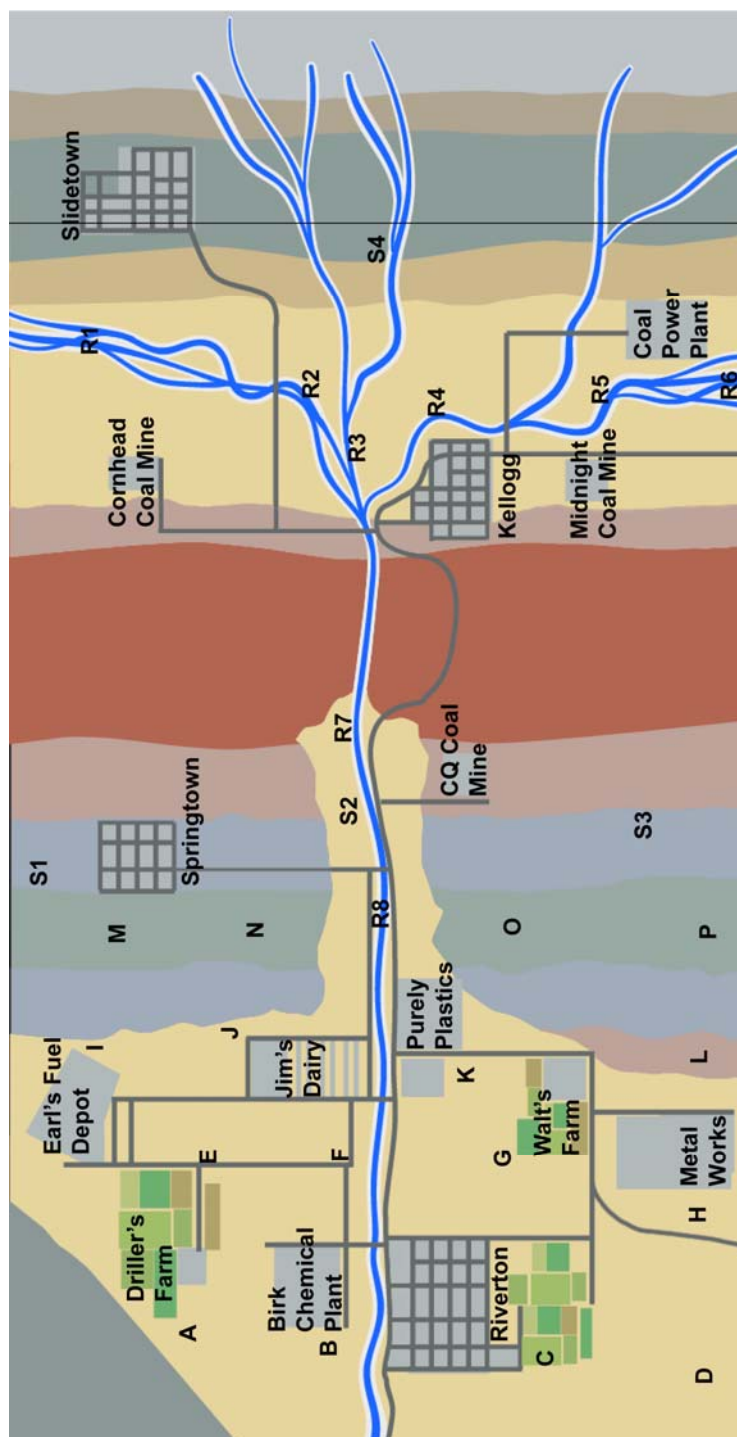 S1
Earl's Fuel
Depot
Slidetown
R1
I
M
Cornhead
Coal Mine
Driller's
Farm
A
Springtown
E
J
N
Birk
Chemical
Plant
Jim's
Dairy
R2
B
F
S2
R7
R3
S4
R8
Purely
Plastics
R4
CQ Coal
Mine
K
Riverton
G
Kellogg
O
Walt's
Farm
C
Midnight
Coal Mine
R5
S3
Coal
Power
Plant
Metal
Works
H
L
D
P
R6